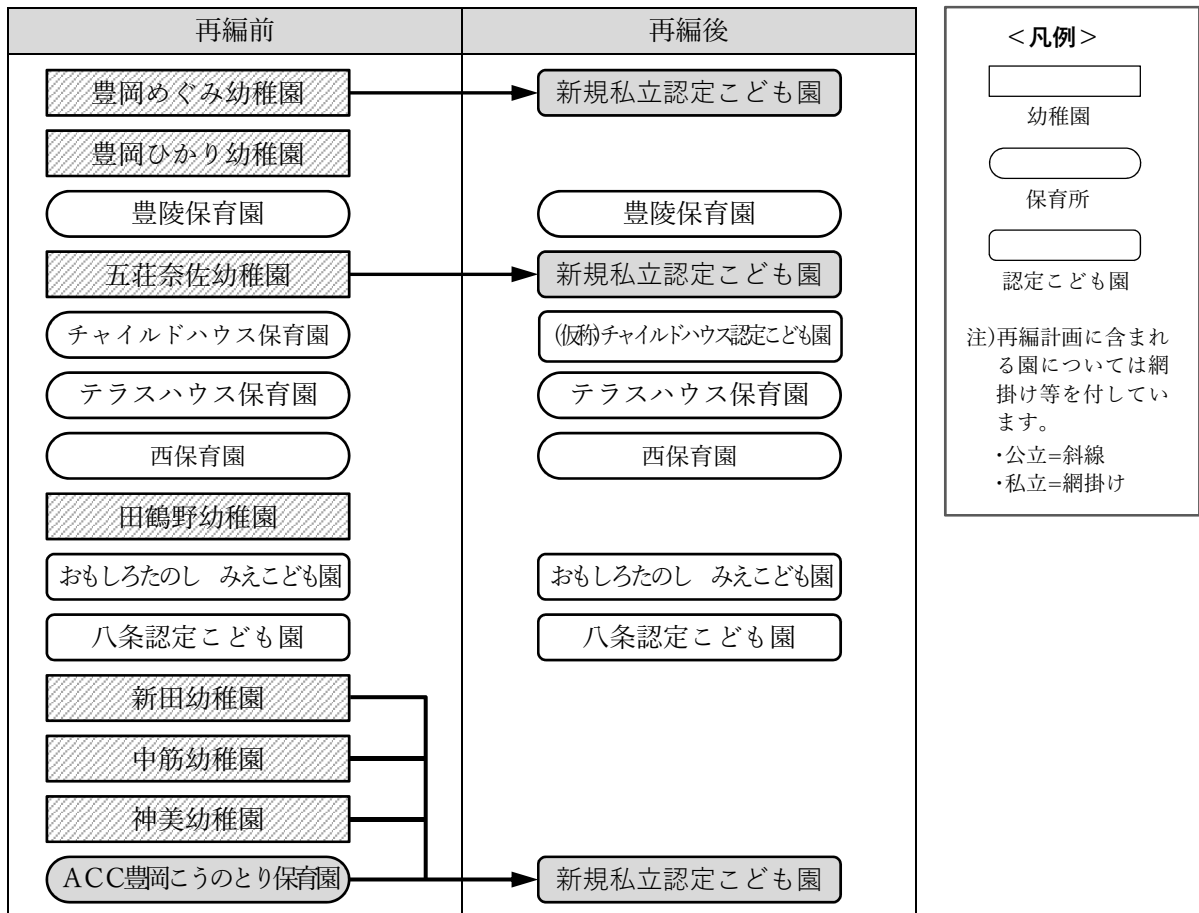 再編前
再編後
豊岡めぐみ幼稚園
新規私立認定こども園
豊岡ひかり幼稚園
豊陵保育園
豊陵保育園
五荘奈佐幼稚園
新規私立認定こども園
チャイルドハウス保育園
(仮称)チャイルドハウス認定こども園
テラスハウス保育園
テラスハウス保育園
西保育園
西保育園
田鶴野幼稚園
おもしろたのし　みえこども園
おもしろたのし　みえこども園
八条認定こども園
八条認定こども園
新田幼稚園
中筋幼稚園
神美幼稚園
ACC豊岡こうのとり保育園
新規私立認定こども園
＜凡例＞
幼稚園
保育所
認定こども園
注)再編計画に含まれ
る園については網
掛け等を付してい
ます。
・公立=斜線
・私立=網掛け